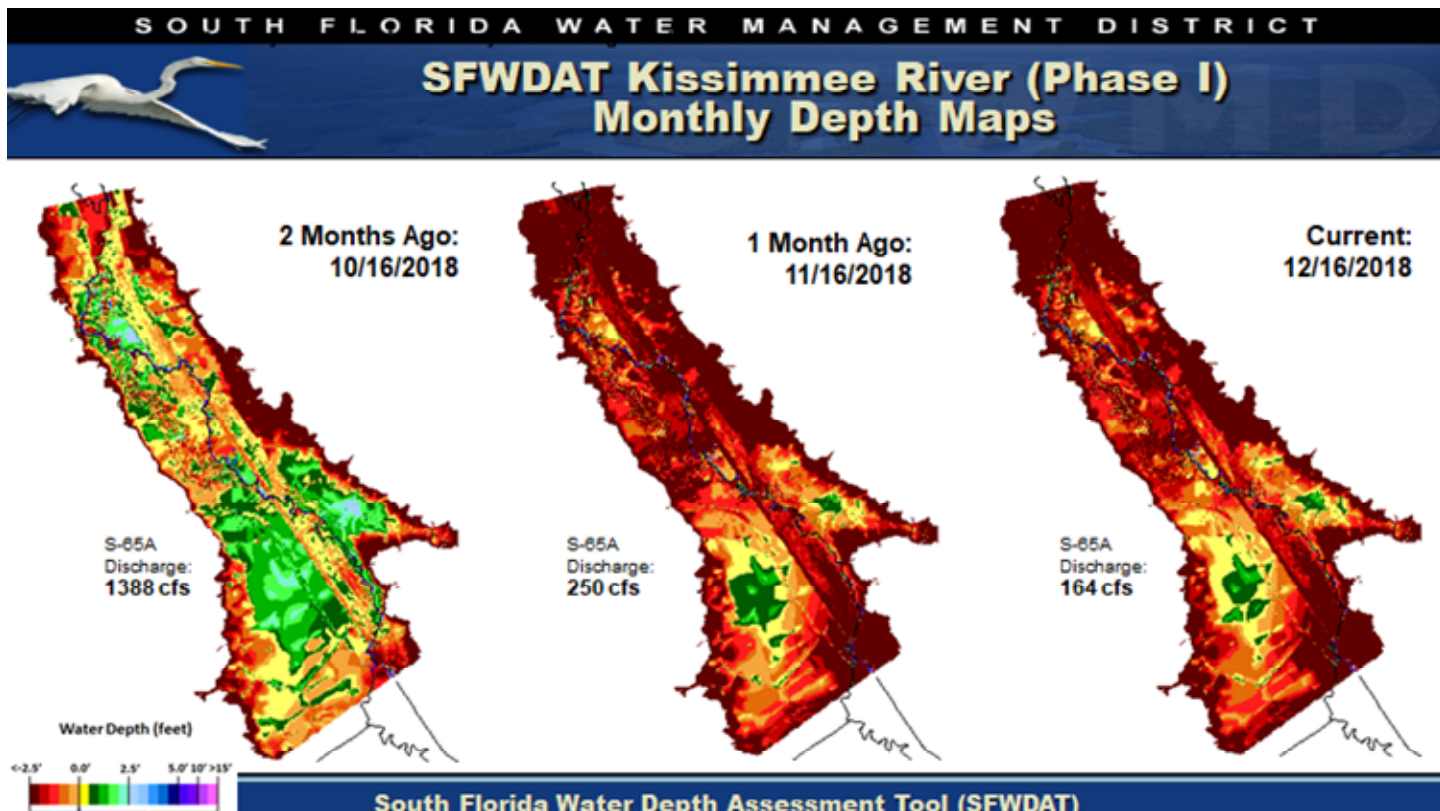 SOUTH FLORIDA WATER MANAGEMENT DISTRICT
SFWDAT Kissimmee River (Phase I)
Monthly Depth Maps
2 Months Ago:
10/16/2018
1 Month Ago:
11/16/2018
Current:
12/16/2018
S-65A
Discharge:
1388 cfs
S-65A
Discharge:
250 cfs
S-65A
Discharge:
164 cfs
Water Depth (feet)
<-2.5' 0.0' 2.5' 5.0' 10' >15'
South Florida Water Depth Assessment Tool (SFWDAT)